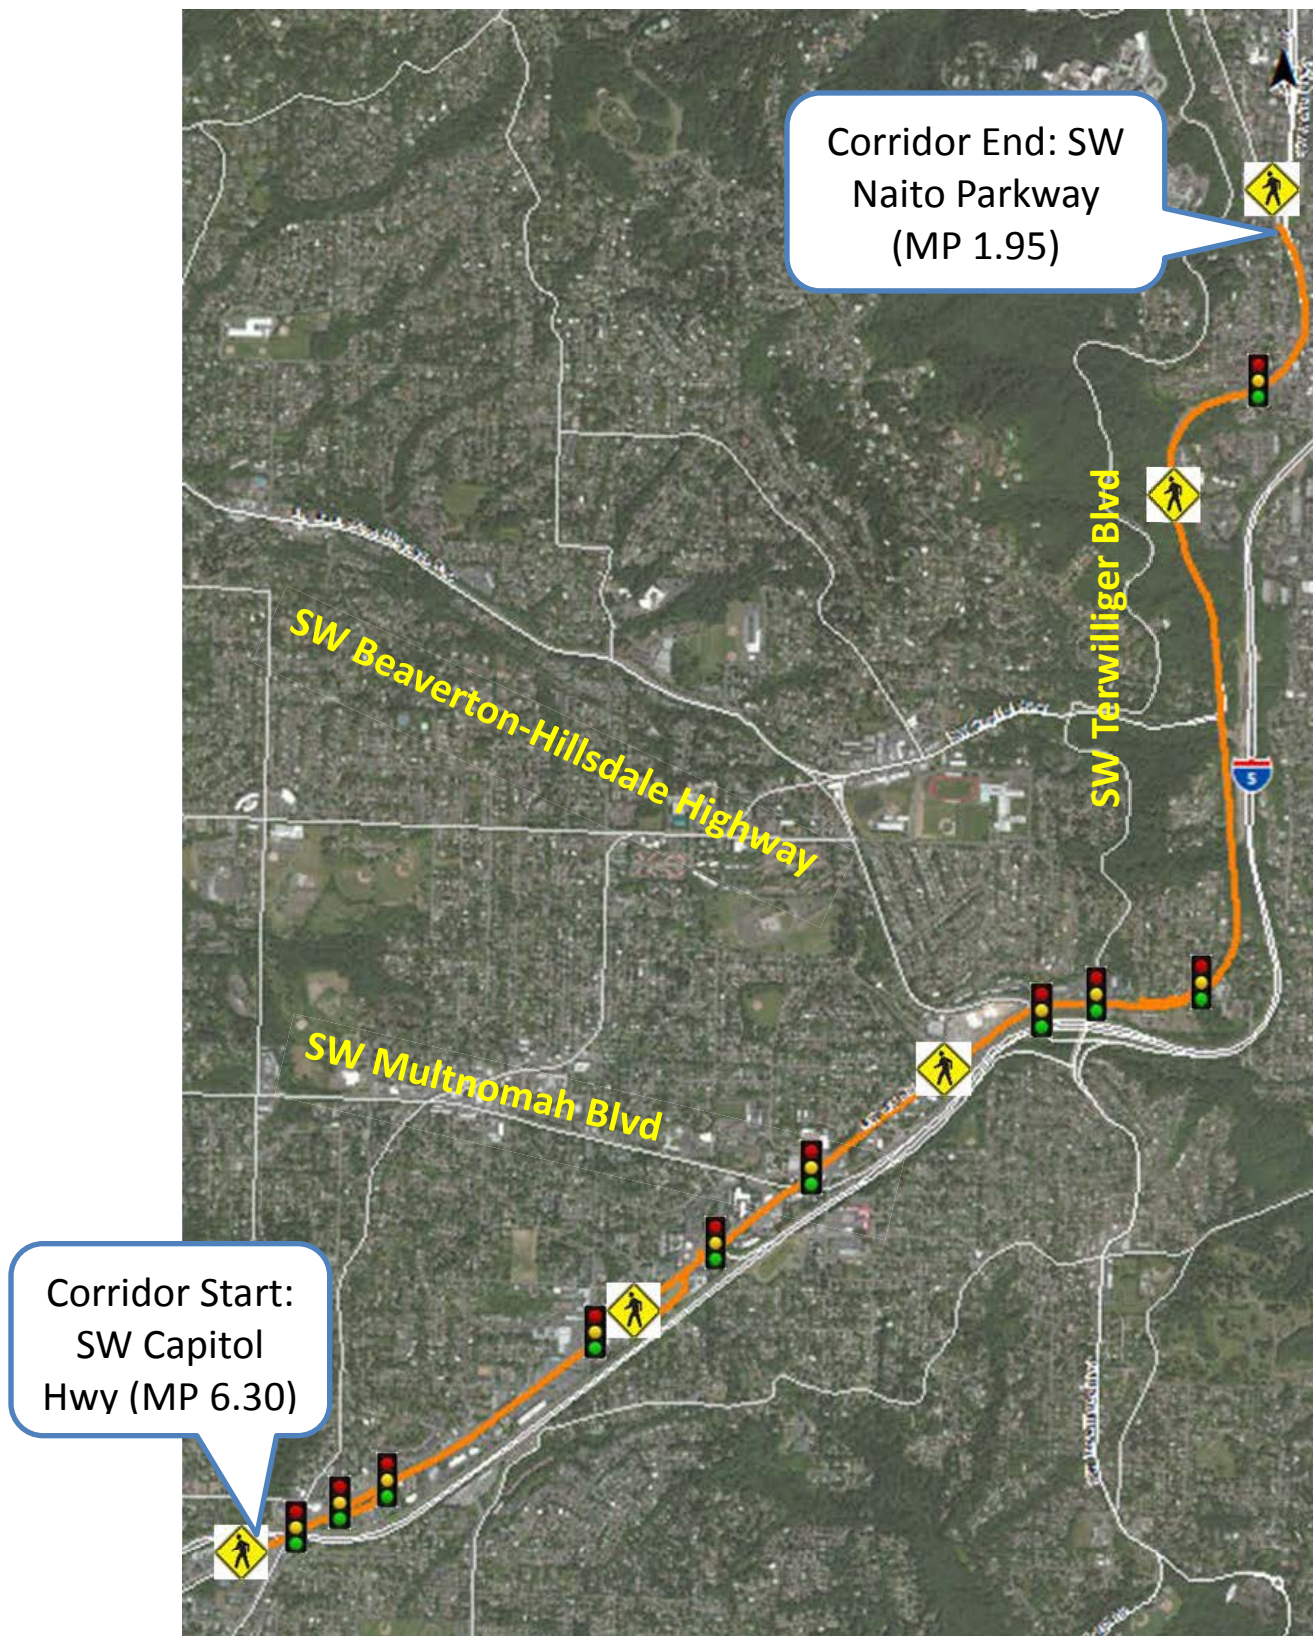 Corridor End: SW
Naito Parkway
(MP 1.95)
SW Terwilliger Blvd
SW Beaverton-Hillsdale Highway
5
SW Multnomah Blvd
Corridor Start:
SW Capitol
Hwy (MP 6.30)